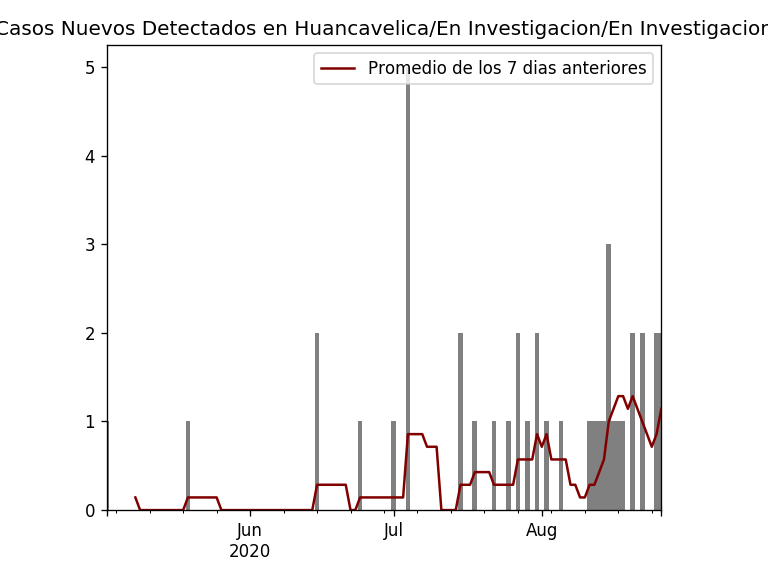 Casos Nuevos Detectados en Huancavelica/En Investigacion/En Investigacion
Promedio de los 7 dias anteriores
5
4
3
2
1
0
Jun
2020
Jul
Aug